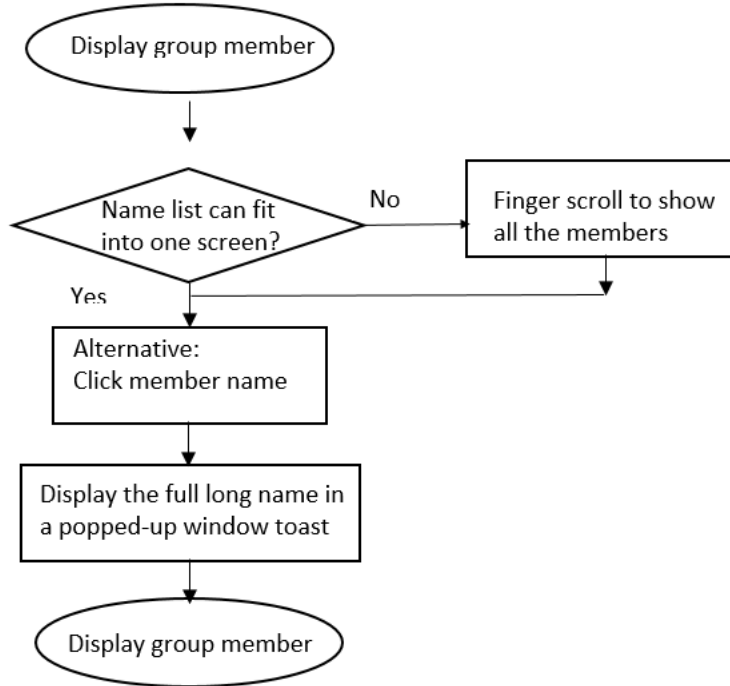 Display group member
Name list can fit
into one screen?
No
Finger scroll to show
all the members
Yes
Alternative:
Click member name
Display the full long name in
a popped-up window toast
Display group member